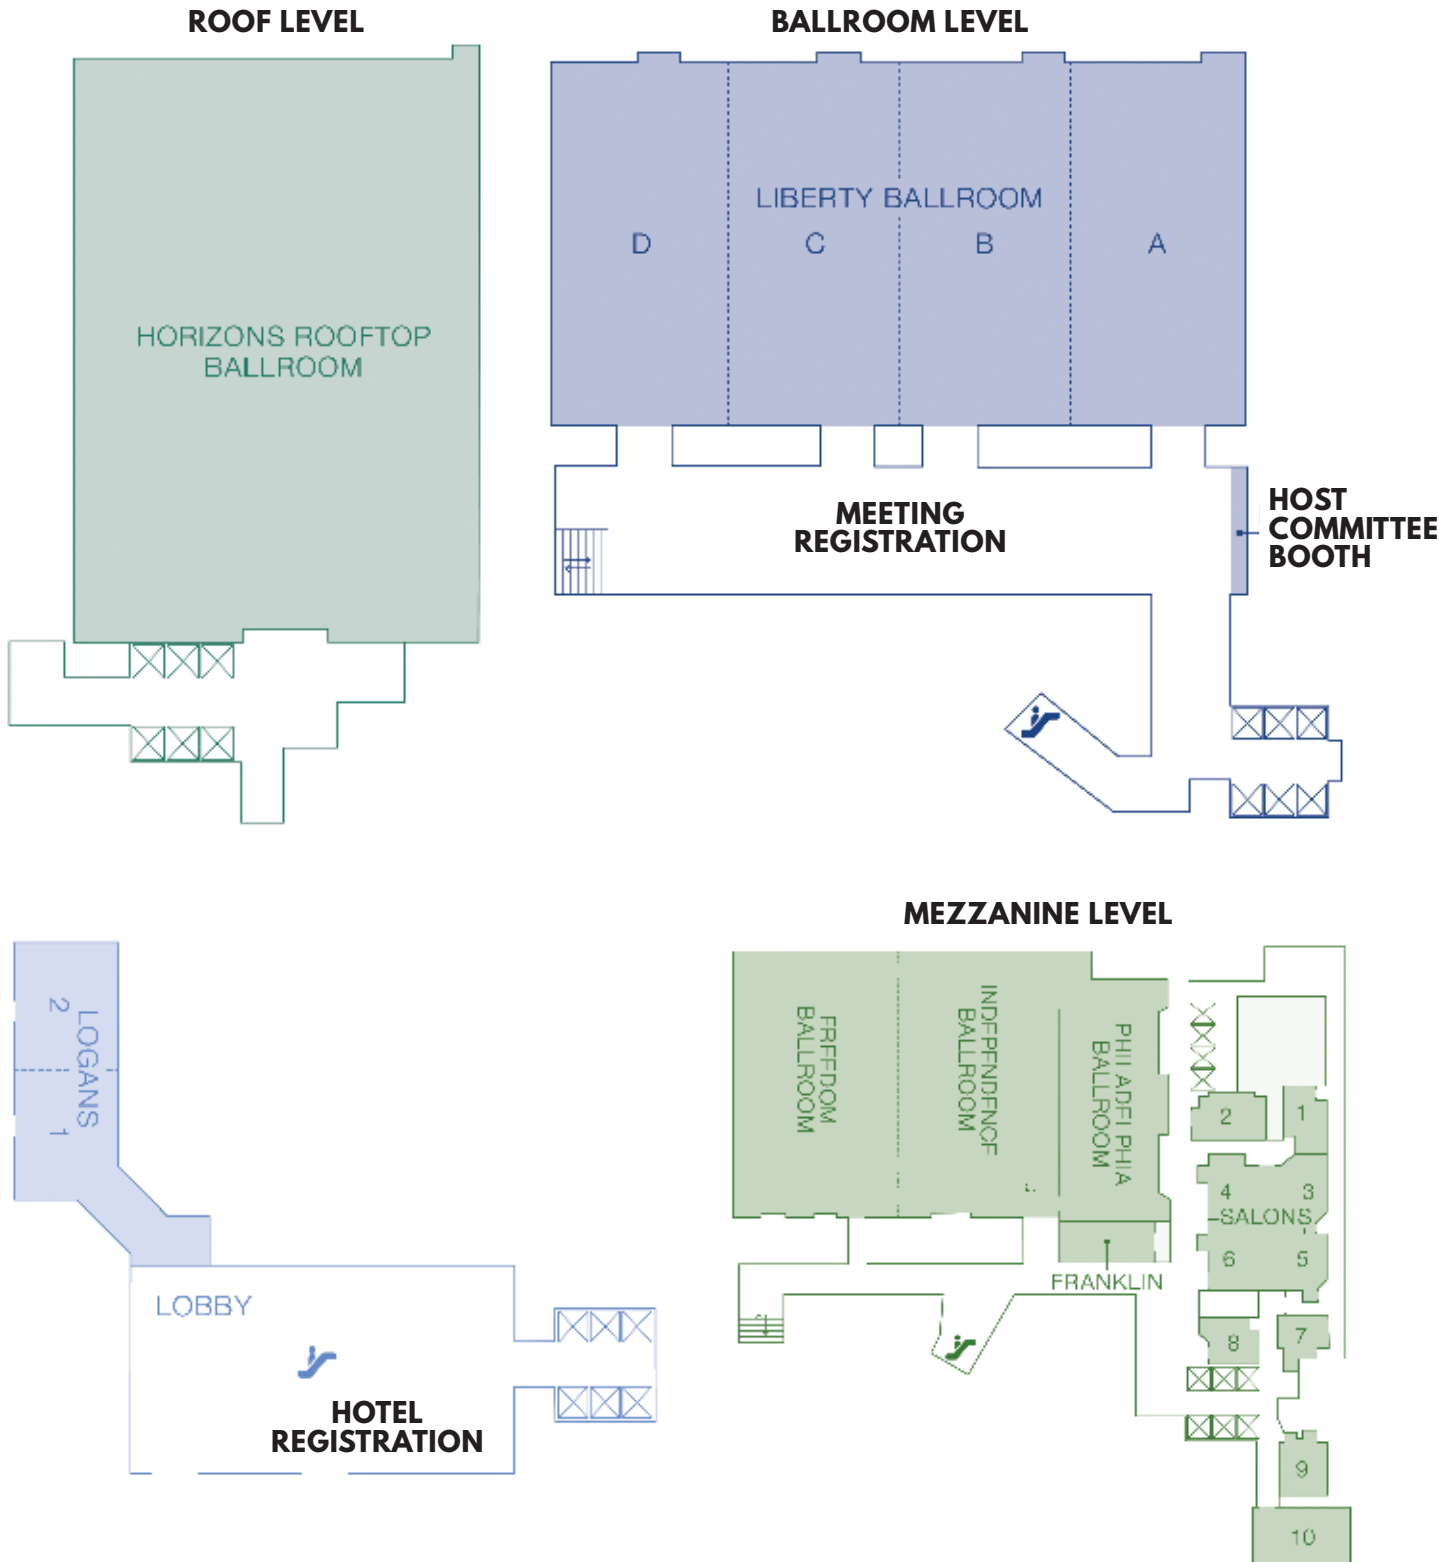 ROOF LEVEL
HORIZONS ROOFTOP
BALLROOM
BALLROOM LEVEL
LIBERTY BALLROOM
D
C
B
A
MEETING
REGISTRATION
HOST
COMMITTEE
BOOTH
LOGANS
2
1
LOBBY
HOTEL
REGISTRATION
MEZZANINE LEVEL
FREEDOM
BALLROOM
INDEPENDENCE
BALLROOM
PHILADELPHIA
BALLROOM
FRANKLIN
2
1
4
3
SALONS
6
5
8
7
9
10